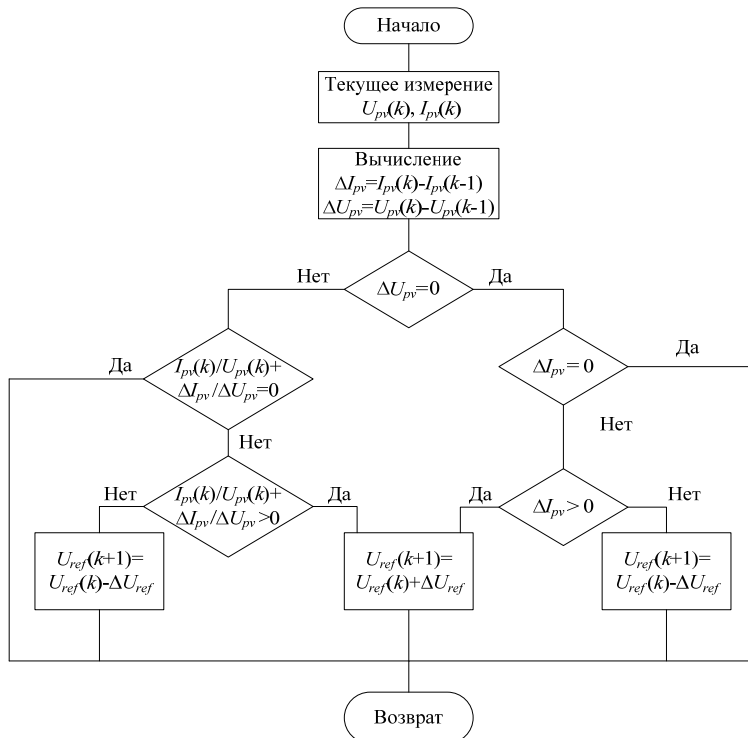 Начало
Текущее измерение
Upv(k), Ipv(k)
Вычисление
ΔIpv=Ipv(k)-Ipv(k-1)
ΔUpv=Upv(k)-Upv(k-1)
Нет
ΔUpv=0
Да
Да
Ipv(k)/Upv(k)+
ΔIpv/ΔUpv=0
ΔIpv= 0
Да
Нет
Нет
Нет
Ipv(k)/Upv(k)+
ΔIpv/ΔUpv>0
Да
Да
ΔIpv> 0
Нет
Uref(k+1)=
Uref(k)-ΔUref
Uref(k+1)=
Uref(k)+ΔUref
Uref(k+1)=
Uref(k)-ΔUref
Возврат